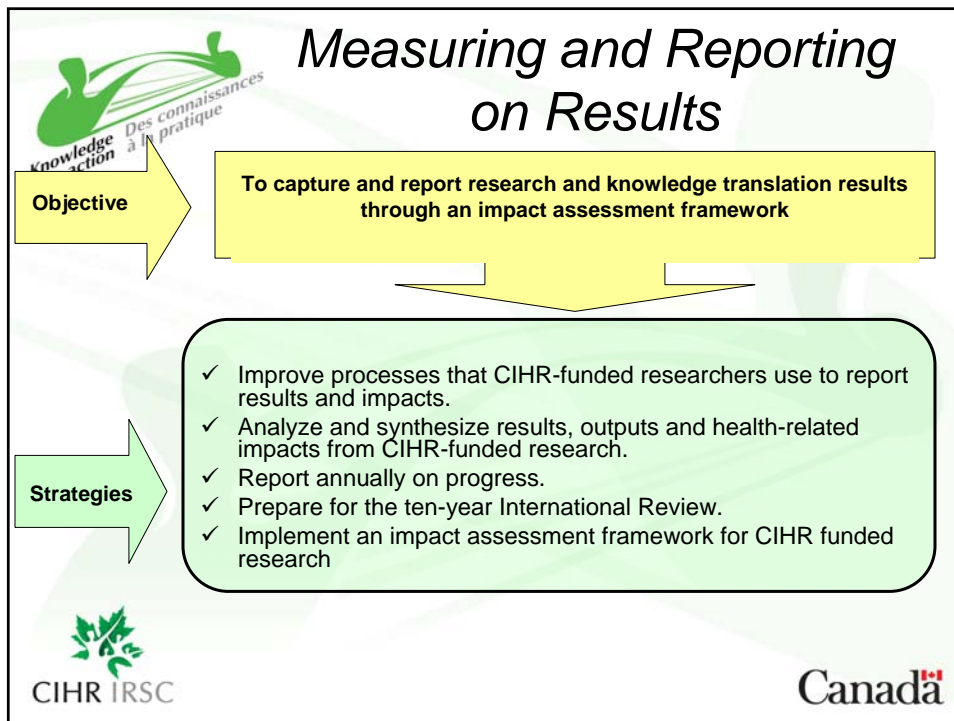 Measuring and Reporting
on Results
Des connaissances
à la pratique
Knowledge
action
Objective
To capture and report research and knowledge translation results
through an impact assessment framework
✓ Improve processes that CIHR-funded researchers use to report
results and impacts.
✓ Analyze and synthesize results, outputs and health-related
impacts from CIHR-funded research.
✓ Report annually on progress.
✓ Prepare for the ten-year International Review.
✓ Implement an impact assessment framework for CIHR funded
research
Strategies
CIHR IRSC
Canada